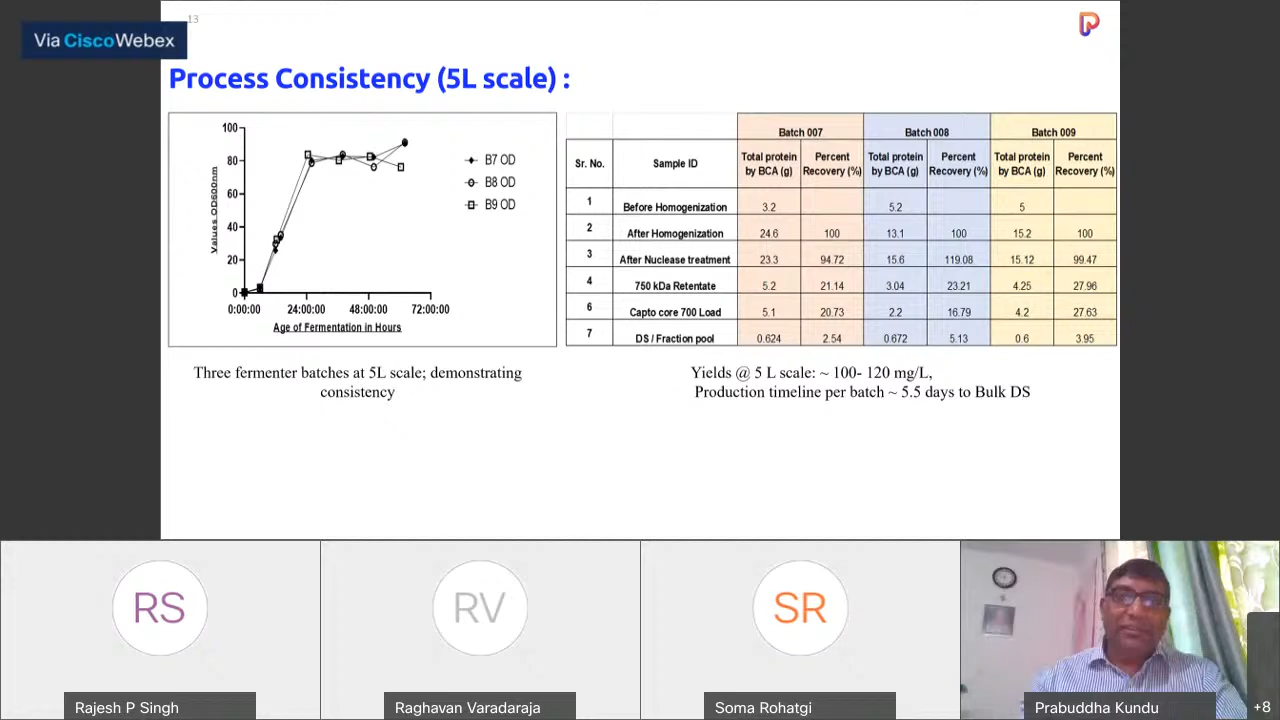 13
Via CiscoWebex
Process Consistency (5L scale) :
100
80
60
40
20
0
Values OD600nm
0:00:00 24:00:00 48:00:00 72:00:00
Age of Fermentation in Hours
B7 OD
B8 OD
B9 OD
Batch 007 Batch 008 Batch 009
Sr. No. Sample ID Total protein by BCA (g) Percent Recovery (%) Total protein by BCA (g) Percent Recovery (%) Total protein by BCA (g) Percent Recovery (%)
1 Before Homogenization 3.2 5.2 5
2 After Homogenization 24.6 100 13.1 100 15.2 100
3 After Nuclease treatment 23.3 94.72 15.6 119.08 15.12 99.47
4 750 kDa Retentate 5.2 21.14 3.04 23.21 4.25 27.96
6 Capto core 700 Load 5.1 20.73 2.2 16.79 4.2 27.63
7 DS / Fraction pool 0.624 2.54 0.672 5.13 0.6 3.95
Three fermenter batches at 5L scale; demonstrating
consistency
Yields @ 5 L scale: ~ 100- 120 mg/L,
Production timeline per batch ~ 5.5 days to Bulk DS
RS
RV
SR
Rajesh P Singh
Raghavan Varadaraja
Soma Rohatgi
Prabuddha Kundu
+8